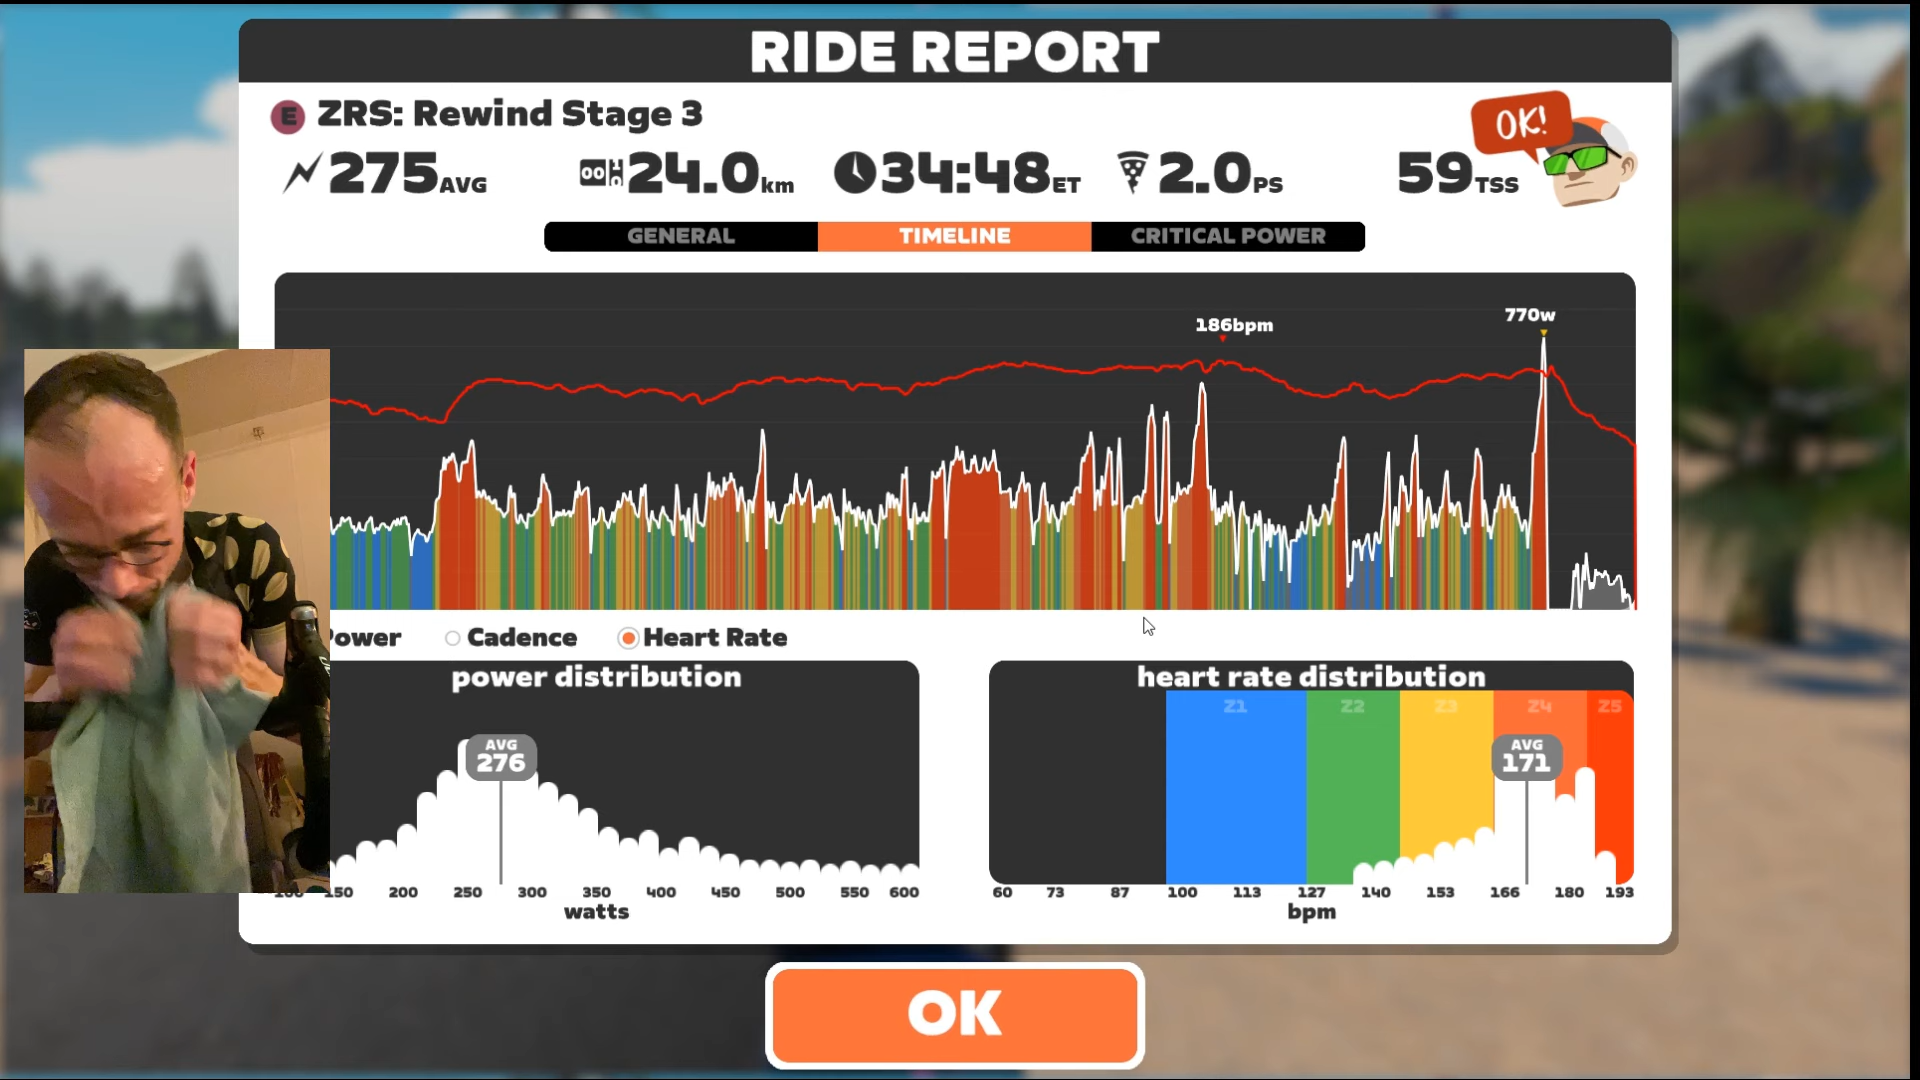 RIDE REPORT
E ZRS: Rewind Stage 3
OK!
275AVG 24.0km 34:48ET 2.0PS 59TSS
GENERAL TIMELINE CRITICAL POWER
186bpm 770w
Power Cadence Heart Rate
power distribution
AVG
276
100 150 200 250 300 350 400 450 500 550 600
watts
heart rate distribution
Z1 Z2 Z3 Z4 Z5
AVG
171
60 73 87 100 113 127 140 153 166 180 193
bpm
OK